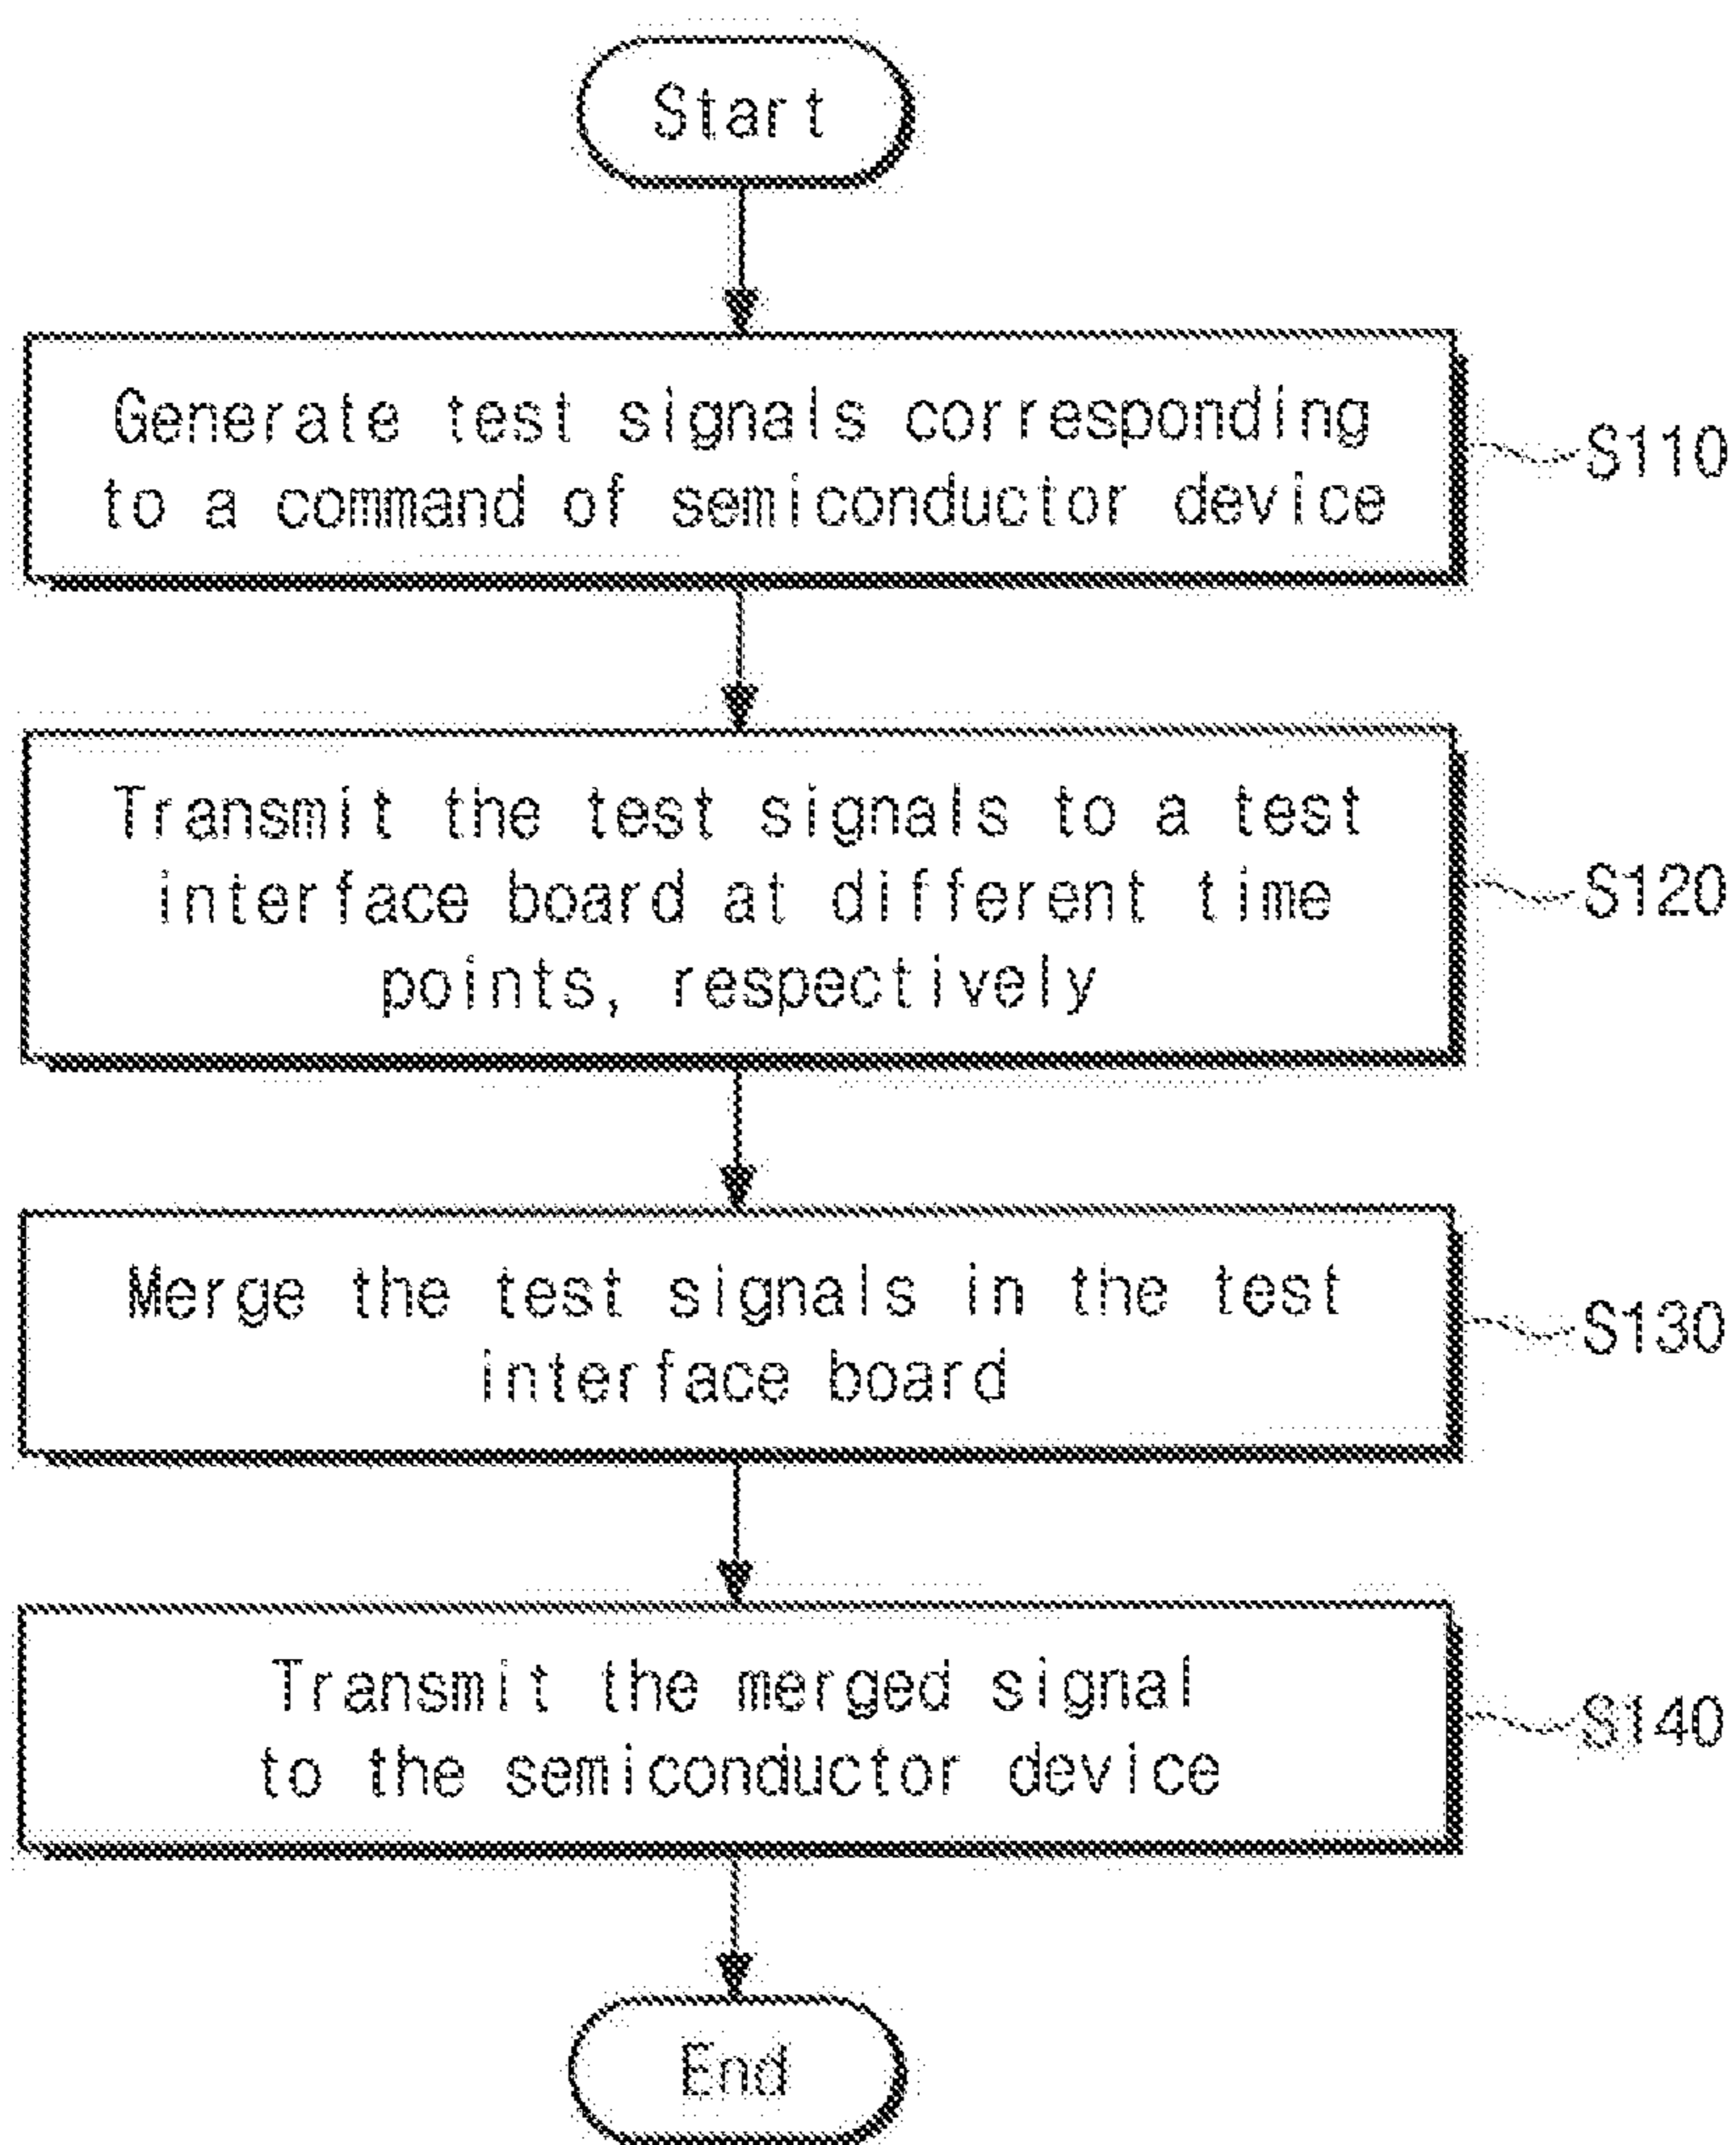 Start
Generate test signals corresponding
to a command of semiconductor device
S110
Transmit the test signals to a test
interface board at different time
points, respectively
S120
Merge the test signals in the test
interface board
S130
Transmit the merged signal
to the semiconductor device
S140
End